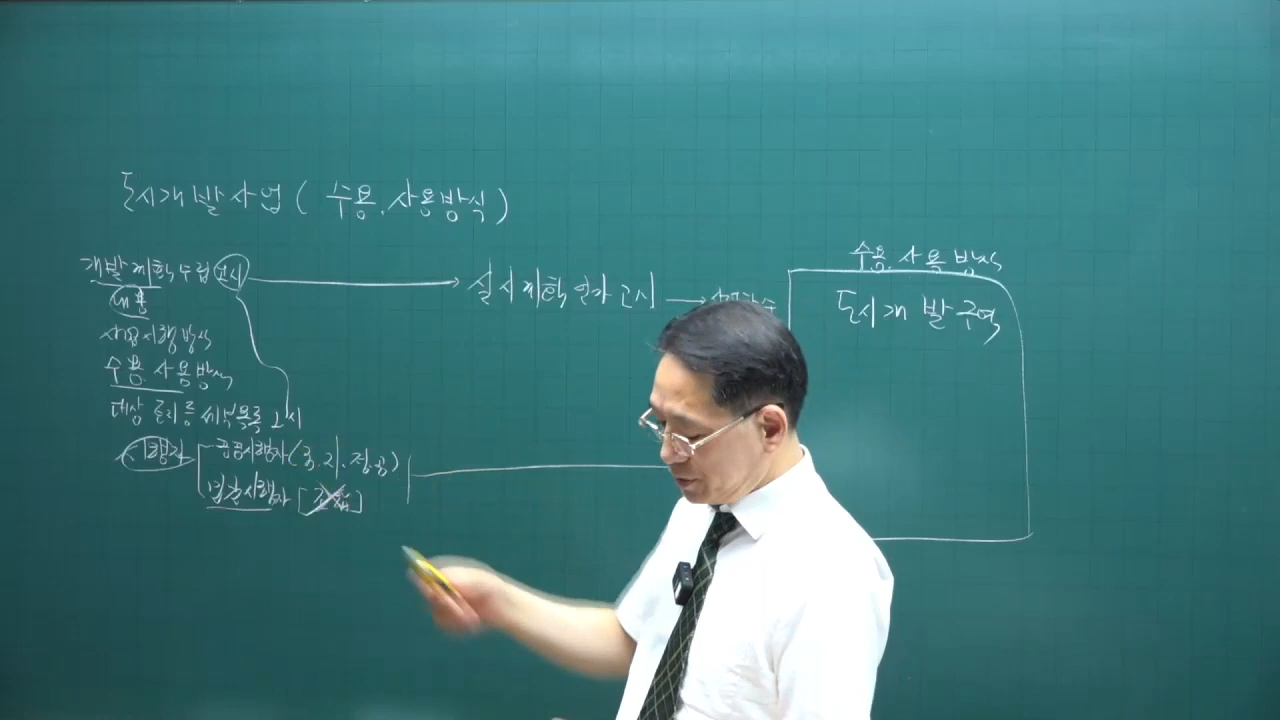 도시개발사업 ( 수용. 사용방식 )
개발계획수립고시 → 실시계획 인가 고시 →
내용
사업시행방식
수용. 사용방식
대상 토지 등 세부목록 고시
시행자
공공시행자 (국. 지. 정. 공)
민간시행자 [조합]
수용. 사용 방식
도시개발 구역